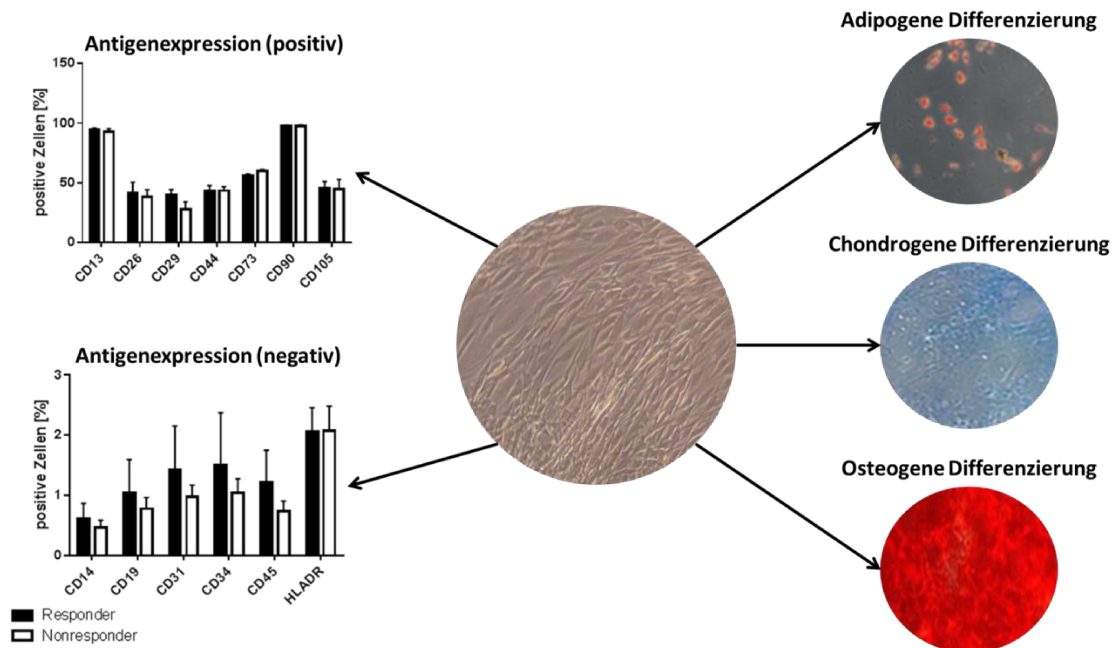 Antigenexpression (positiv)
positive Zellen [%]
150
100
50
0
CD13
CD26
CD29
CD44
CD73
CD90
CD105
Antigenexpression (negativ)
positive Zellen [%]
3
2
1
0
CD14
CD19
CD31
CD34
CD45
HLADR
Responder
Nonresponder
Adipogene Differenzierung
Chondrogene Differenzierung
Osteogene Differenzierung